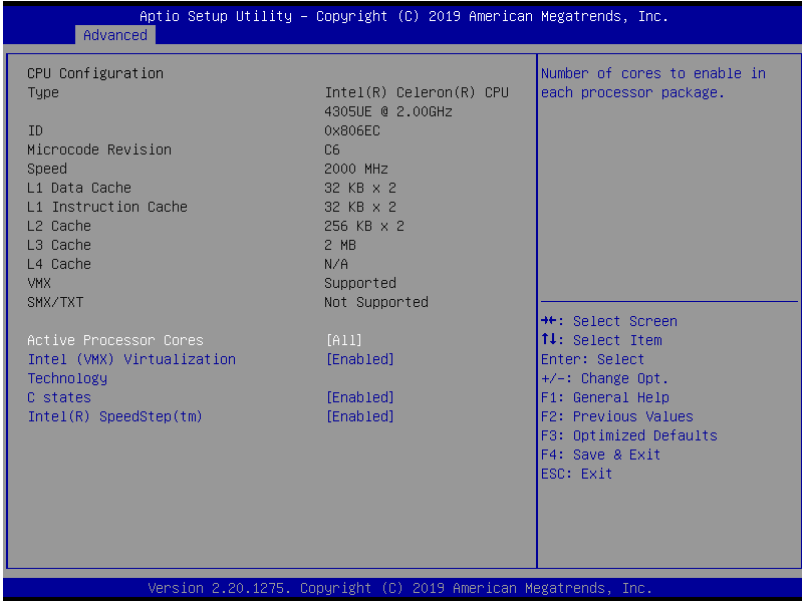 Aptio Setup Utility – Copyright (C) 2019 American Megatrends, Inc.
Advanced
CPU Configuration
Type Intel(R) Celeron(R) CPU
4305UE @ 2.00GHz
ID 0x806EC
Microcode Revision C6
Speed 2000 MHz
L1 Data Cache 32 KB x 2
L1 Instruction Cache 32 KB x 2
L2 Cache 256 KB x 2
L3 Cache 2 MB
L4 Cache N/A
VMX Supported
SMX/TXT Not Supported
Active Processor Cores [All]
Intel (VMX) Virtualization [Enabled]
Technology
C states [Enabled]
Intel(R) SpeedStep(tm) [Enabled]
Number of cores to enable in
each processor package.
→←: Select Screen
↑↓: Select Item
Enter: Select
+/-: Change Opt.
F1: General Help
F2: Previous Values
F3: Optimized Defaults
F4: Save & Exit
ESC: Exit
Version 2.20.1275. Copyright (C) 2019 American Megatrends, Inc.